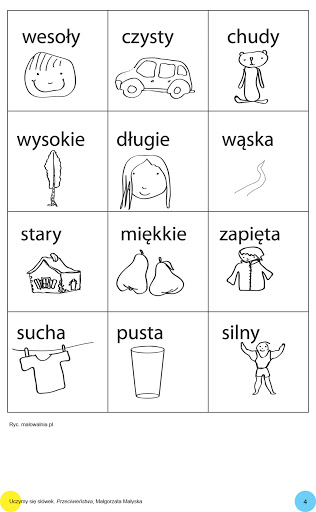 wesoły czysty chudy
wysokie długie wąska
stary miękkie zapięta
sucha pusta silny
Ryc. malowalnia.pl
Uczymy się słówek. Przeciwieństwa, Małgorzata Małyska
4